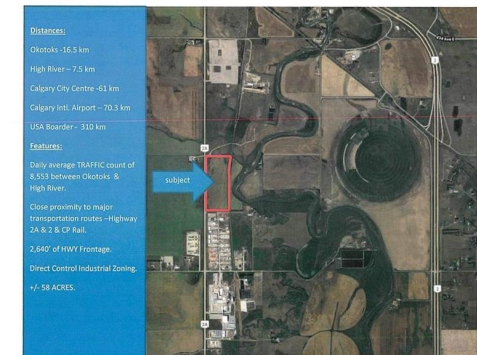 Distances:
Okotoks -16.5 km
High River – 7.5 km
Calgary City Centre -61 km
Calgary Intl. Airport – 70.3 km
USA Boarder - 310 km
Features:
Daily average TRAFFIC count of
8,553 between Okotoks &
High River.
Close proximity to major
transportation routes –Highway
2A & 2 & CP Rail.
2,640' of HWY Frontage.
Direct Control Industrial Zoning.
+/- 58 ACRES.
subject
2A
2A
2
2